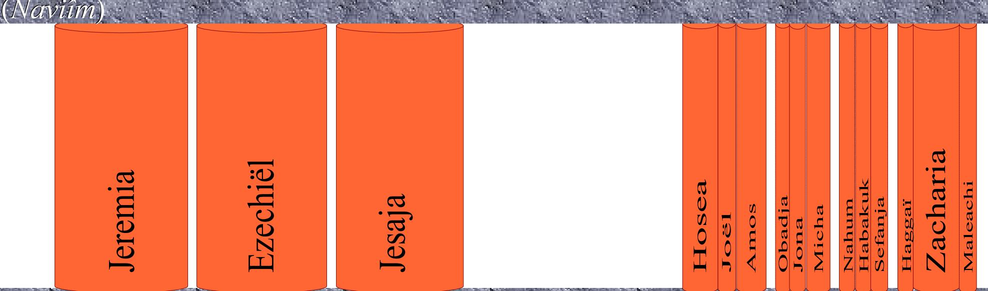 (Naviim)
Jeremia
Ezechiël
Jesaja
Hosea
Joël
Amos
Obadja
Jona
Micha
Nahum
Habakuk
Sefanja
Haggaï
Zacharia
Maleachi